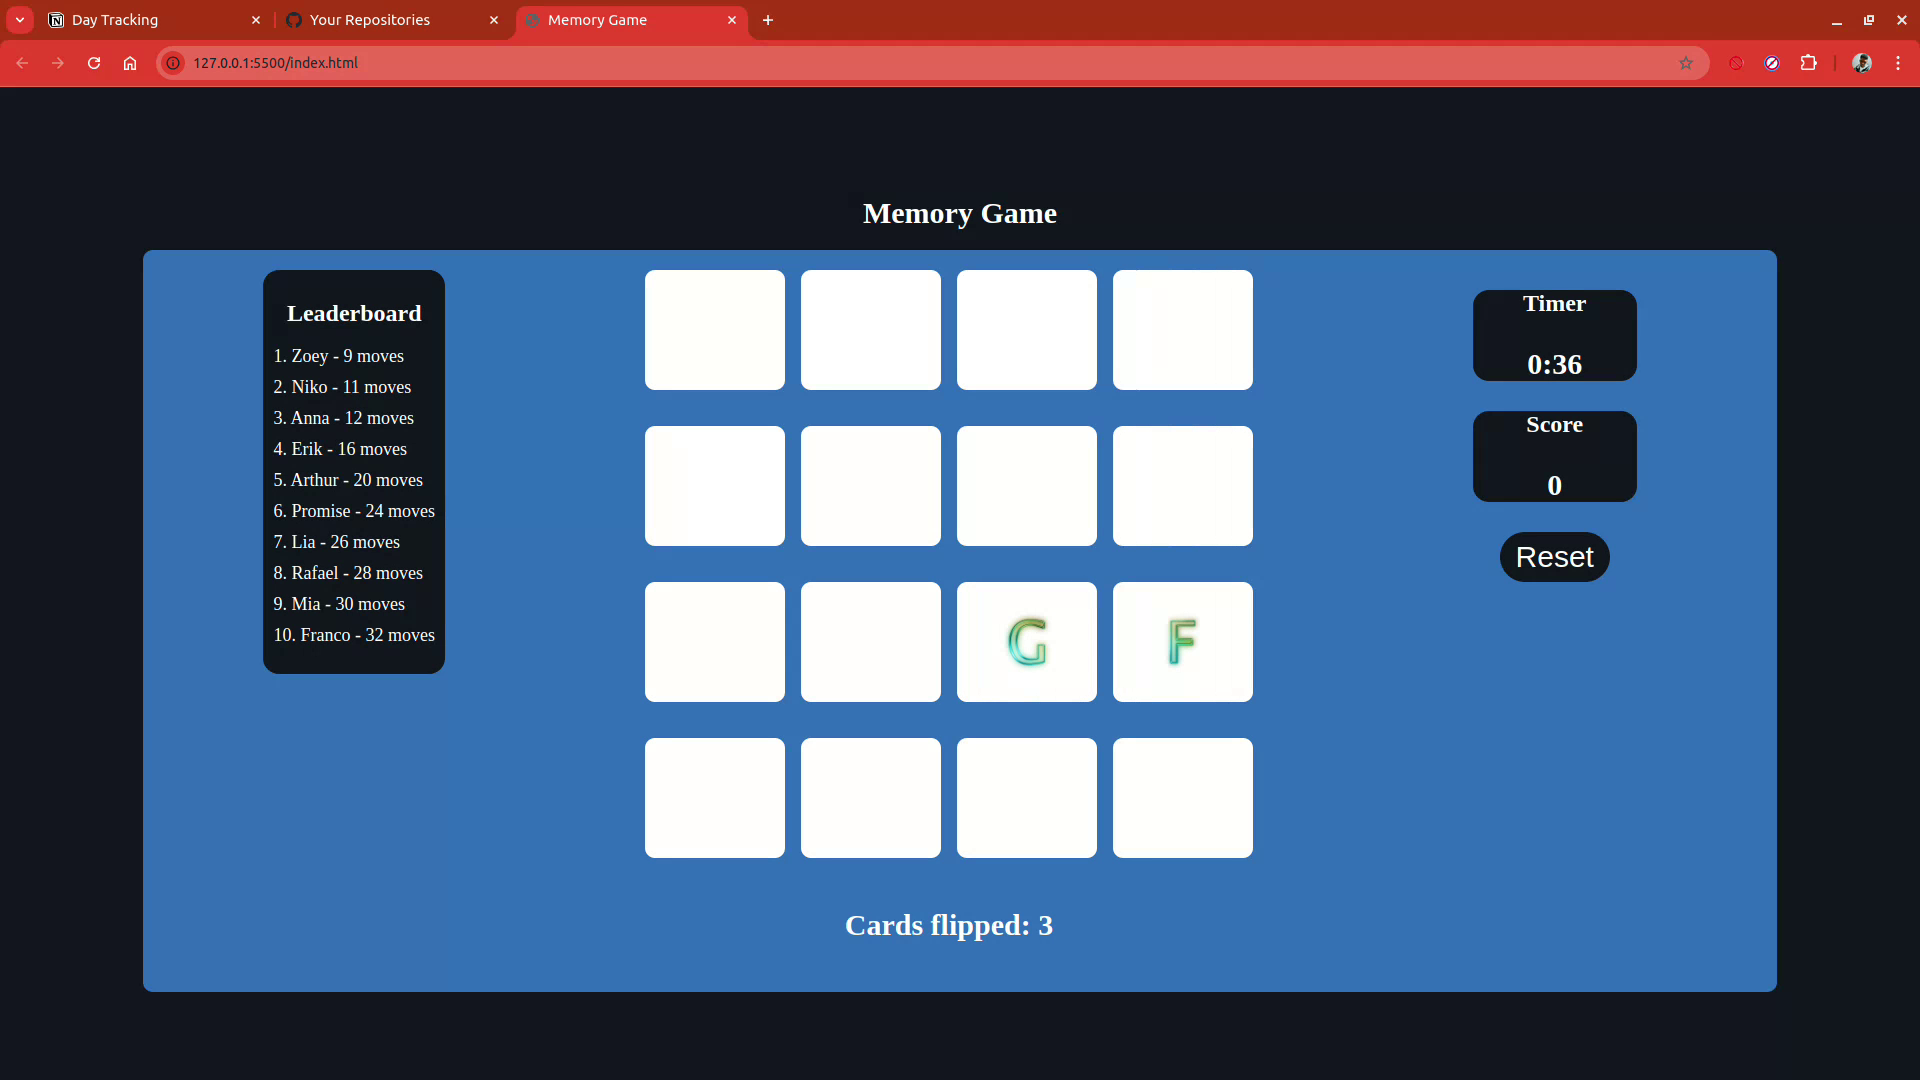 Day Tracking
Your Repositories
Memory Game
127.0.0.1:5500/index.html
Memory Game
Leaderboard
1. Zoey - 9 moves
2. Niko - 11 moves
3. Anna - 12 moves
4. Erik - 16 moves
5. Arthur - 20 moves
6. Promise - 24 moves
7. Lia - 26 moves
8. Rafael - 28 moves
9. Mia - 30 moves
10. Franco - 32 moves
G F
Cards flipped: 3
Timer
0:36
Score
0
Reset